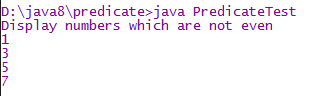 D:\java8\predicate>java PredicateTest
Display numbers which are not even
1
3
5
7